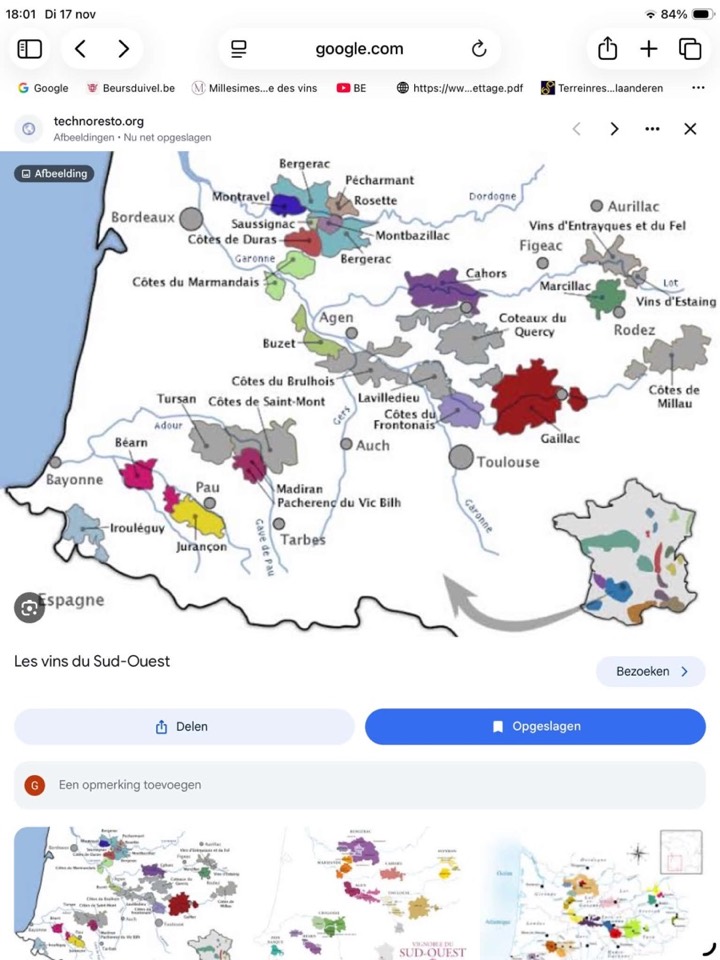 18:01 Di 17 nov
84%
google.com
Google
Beursduivel.be
Millesimes...e des vins
BE
https://ww...ettage.pdf
Terreinres...laanderen
technoresto.org
Afbeeldingen • Nu net opgeslagen
Afbeelding
Bergerac
Pécharmant
Montravel
Rosette
Dordogne
Aurillac
Bordeaux
Saussignac
Montbazillac
Vins d'Entrayques et du Fel
Côtes de Duras
Figeac
Garonne
Bergerac
Côtes du Marmandais
Cahors
Marcillac
Lot
Vins d'Estaing
Agen
Coteaux du
Quercy
Rodez
Buzet
Côtes du Brulhois
Lavilledieu
Côtes de
Millau
Tursan
Côtes de Saint-Mont
Côtes du
Frontonais
Gers
Adour
Gaillac
Béarn
Auch
Toulouse
Bayonne
Pau
Madiran
Pacherenc du Vic Bilh
Irouléguy
Jurançon
Gave de Pau
Tarbes
Garonne
Espagne
Les vins du Sud-Ouest
Bezoeken
Delen
Opgeslagen
G
Een opmerking toevoegen
VIGNOBLE DU
SUD-OUEST